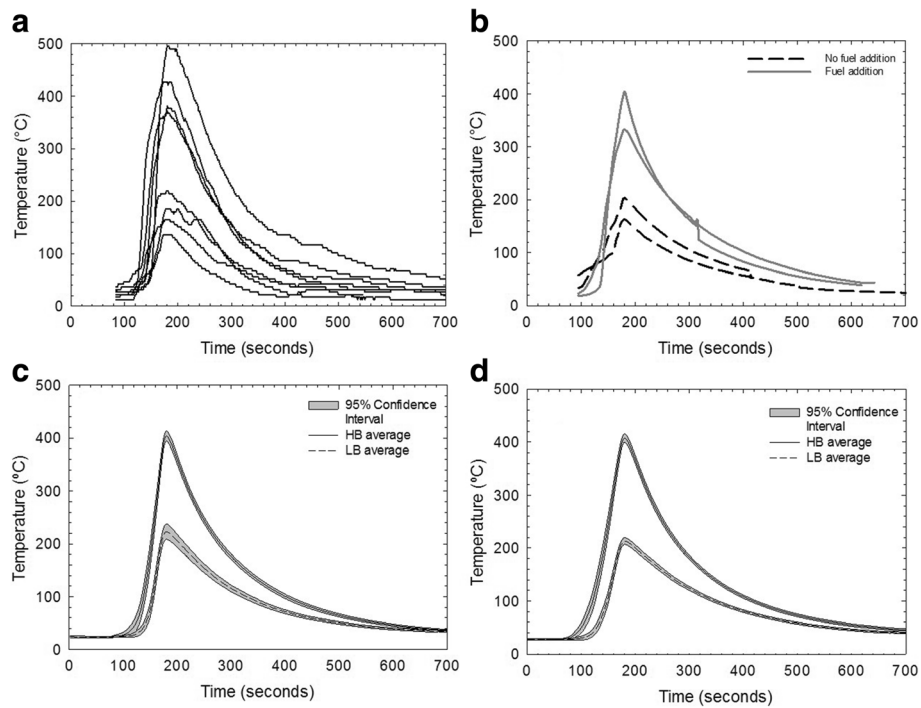 a
500
400
300
200
100
0
Temperature (°C)
0 100 200 300 400 500 600 700
Time (seconds)
b
No fuel addition
Fuel addition
500
400
300
200
100
0
Temperature (°C)
0 100 200 300 400 500 600 700
Time (seconds)
c
95% Confidence
Interval
HB average
LB average
500
400
300
200
100
0
Temperature (ºC)
0 100 200 300 400 500 600 700
Time (seconds)
d
95% Confidence
Interval
HB average
LB average
500
400
300
200
100
0
Temperature (ºC)
0 100 200 300 400 500 600 700
Time (seconds)